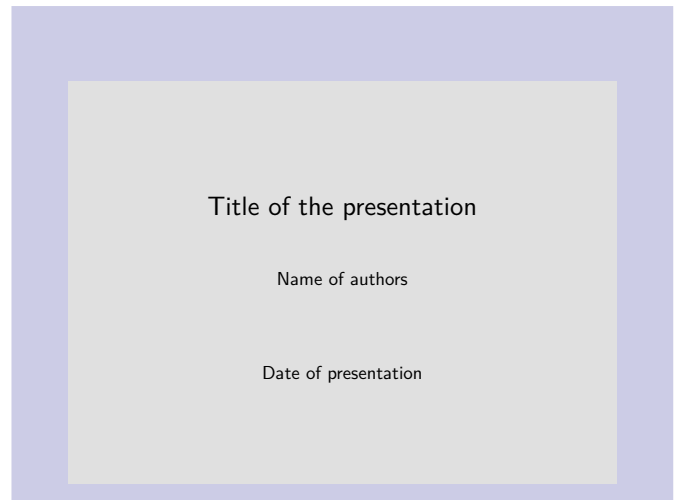 Title of the presentation
Name of authors
Date of presentation